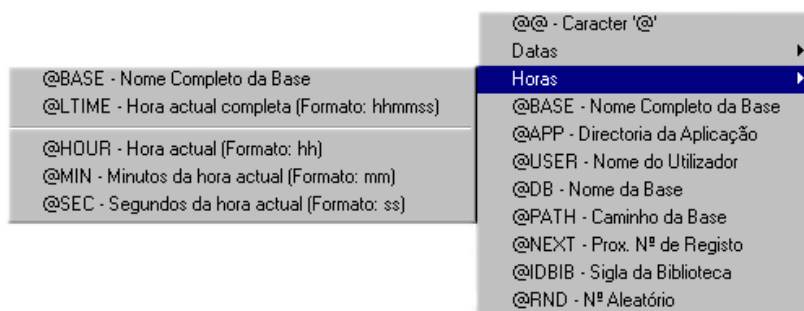 @@ - Caracter '@'
Datas
Horas
@BASE - Nome Completo da Base
@APP - Directoria da Aplicação
@USER - Nome do Utilizador
@DB - Nome da Base
@PATH - Caminho da Base
@NEXT - Prox. Nº de Registo
@IDBIB - Sigla da Biblioteca
@RND - Nº Aleatório
@BASE - Nome Completo da Base
@LTIME - Hora actual completa (Formato: hhmmss)
@HOUR - Hora actual (Formato: hh)
@MIN - Minutos da hora actual (Formato: mm)
@SEC - Segundos da hora actual (Formato: ss)